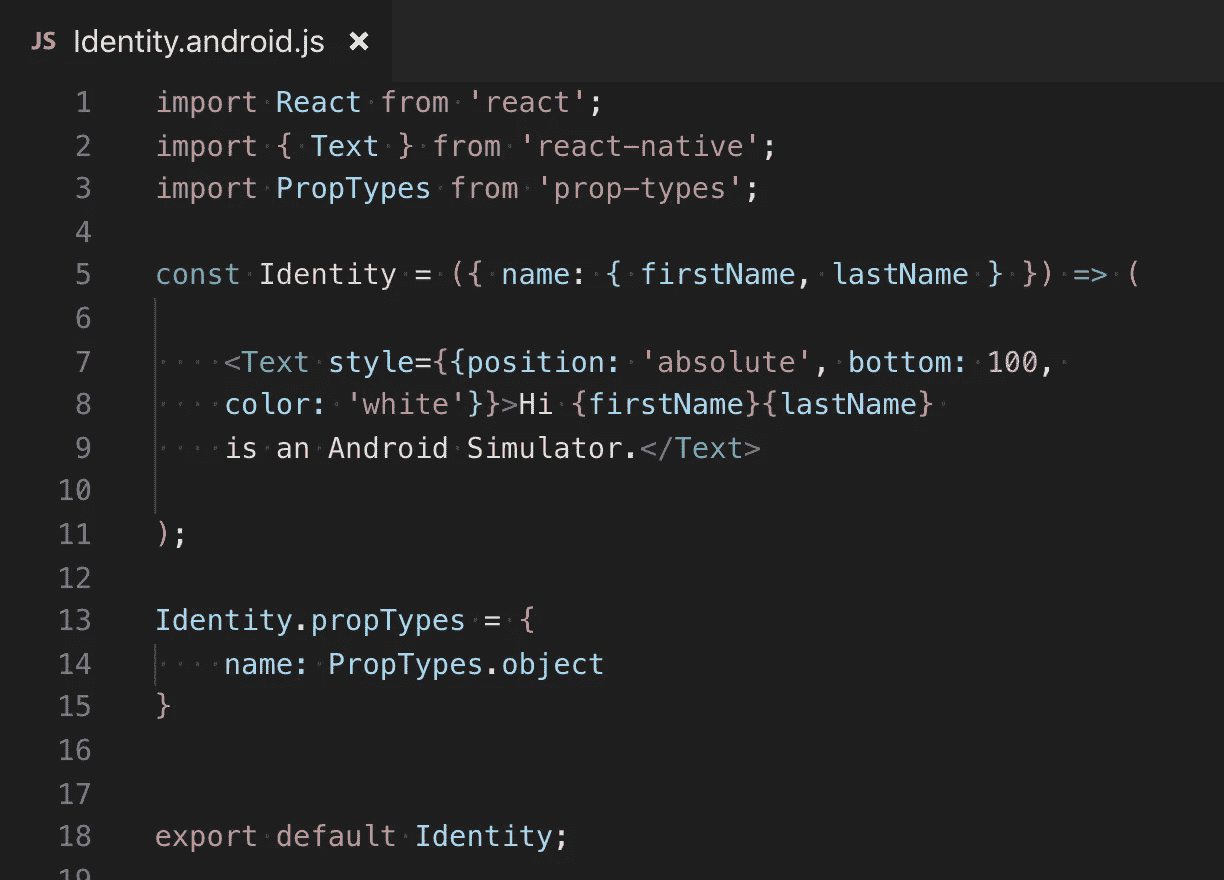 JS Identity.android.js ×
1 import React from 'react';
2 import { Text } from 'react-native';
3 import PropTypes from 'prop-types';
4
5 const Identity = ({ name: { firstName, lastName } }) => (
6
7     <Text style={{position: 'absolute', bottom: 100,
8     color: 'white'}}>Hi {firstName}{lastName}
9     is an Android Simulator.</Text>
10
11 );
12
13 Identity.propTypes = {
14     name: PropTypes.object
15 }
16
17
18 export default Identity;
19